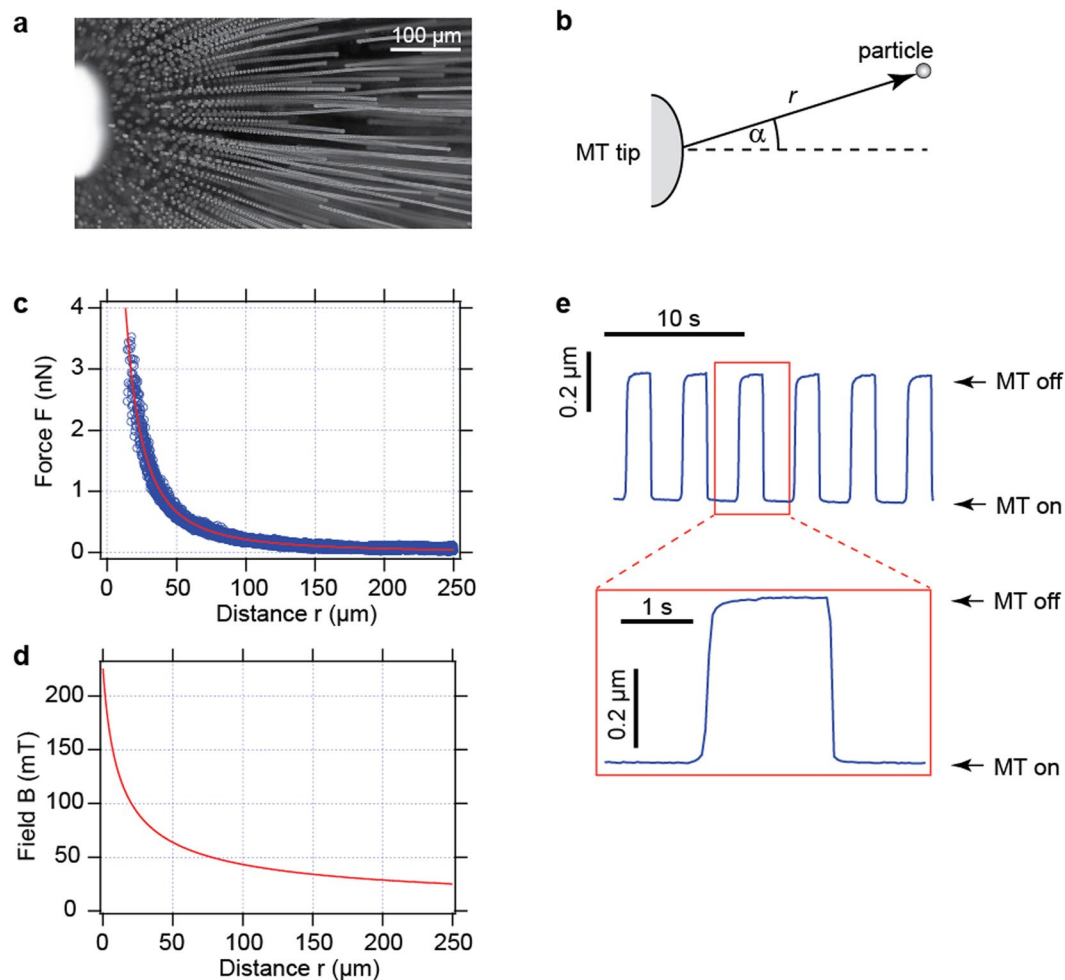 a
100 µm
b
particle
r
α
MT tip
c
4
3
2
1
0
Force F (nN)
0 50 100 150 200 250
Distance r (µm)
d
200
150
100
50
0
Field B (mT)
0 50 100 150 200 250
Distance r (µm)
e
10 s
0.2 µm
MT off
MT on
1 s
0.2 µm
MT off
MT on